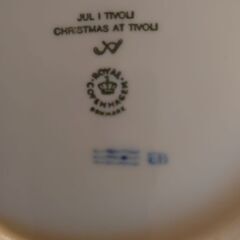 JUL I TIVOLI
CHRISTMAS AT TIVOLI
ROYAL
COPENHAGEN
DENMARK